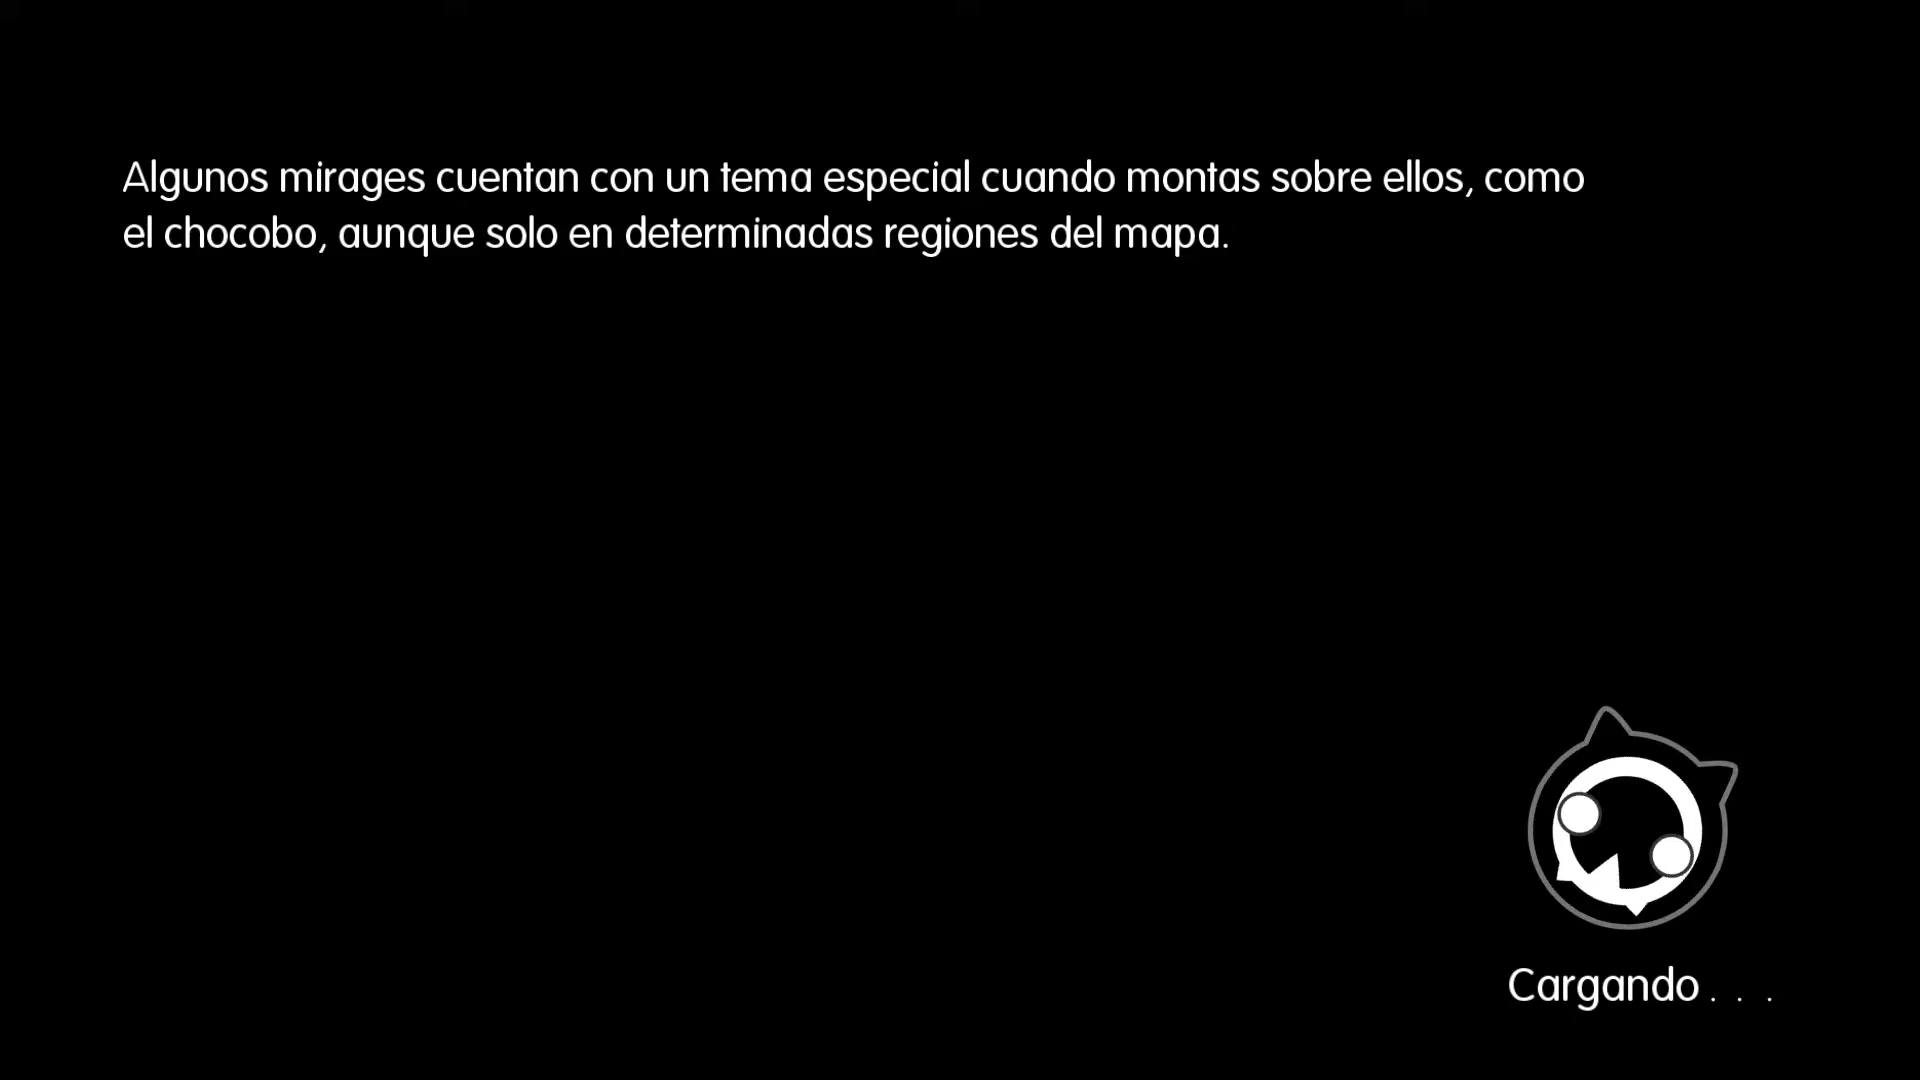 Algunos mirages cuentan con un tema especial cuando montas sobre ellos, como
el chocobo, aunque solo en determinadas regiones del mapa.
Cargando . . .